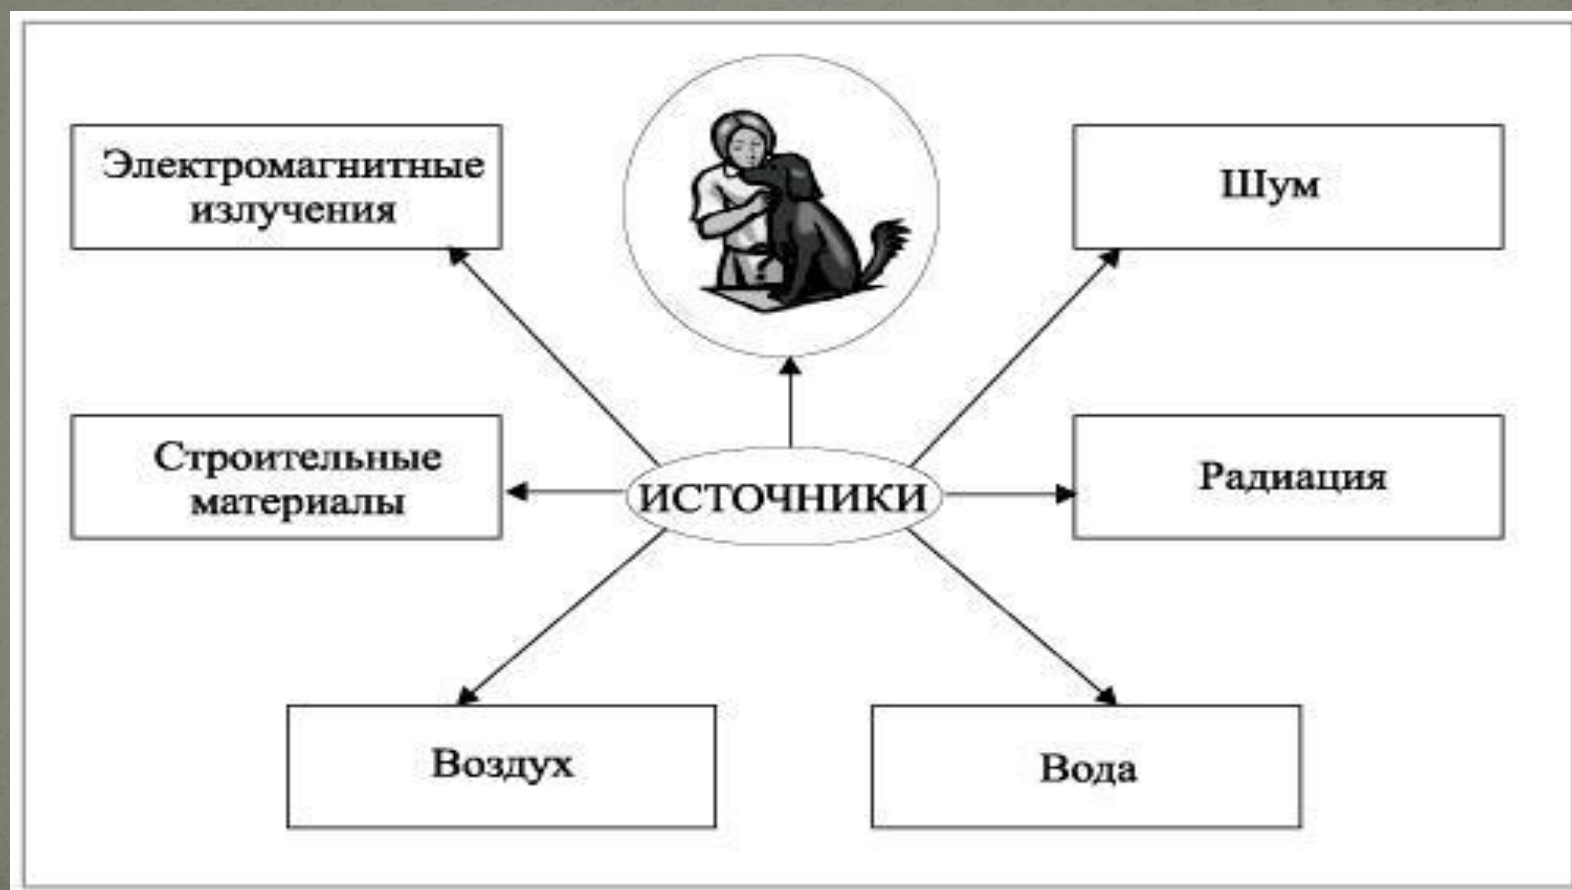 Электромагнитные
излучения
Шум
Строительные
материалы
ИСТОЧНИКИ
Радиация
Воздух
Вода